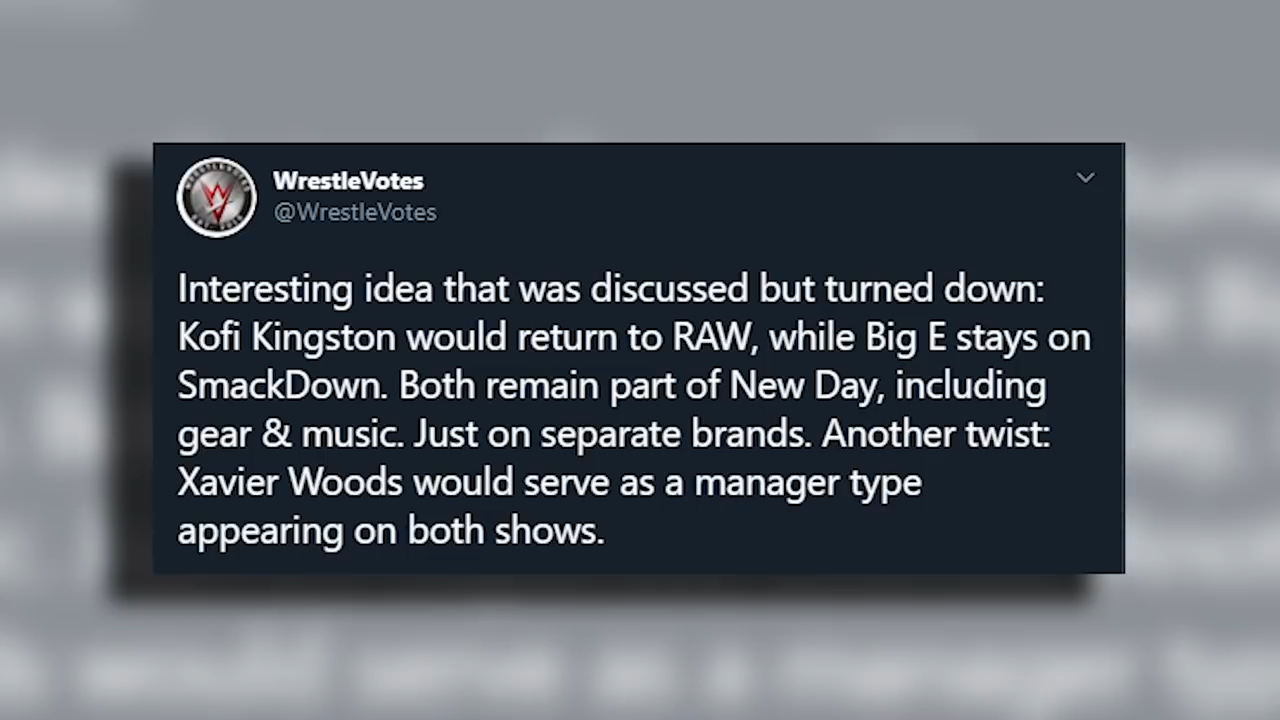 WrestleVotes
@WrestleVotes
Interesting idea that was discussed but turned down:
Kofi Kingston would return to RAW, while Big E stays on
SmackDown. Both remain part of New Day, including
gear & music. Just on separate brands. Another twist:
Xavier Woods would serve as a manager type
appearing on both shows.